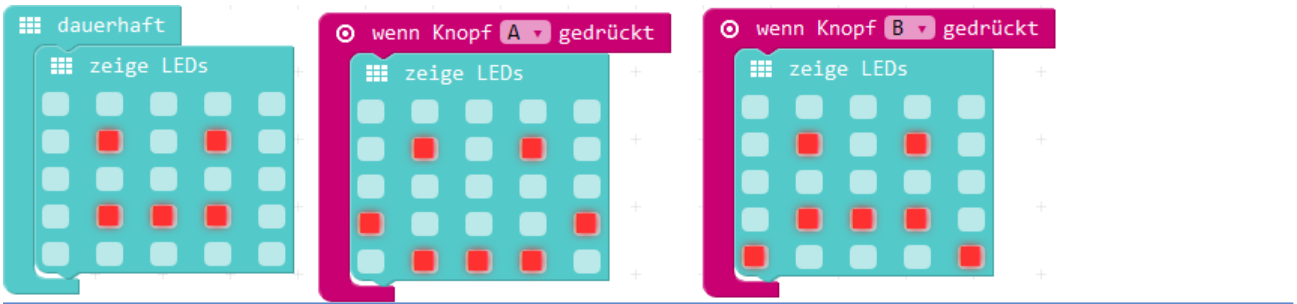 dauerhaft
zeige LEDs
wenn Knopf A gedrückt
zeige LEDs
wenn Knopf B gedrückt
zeige LEDs